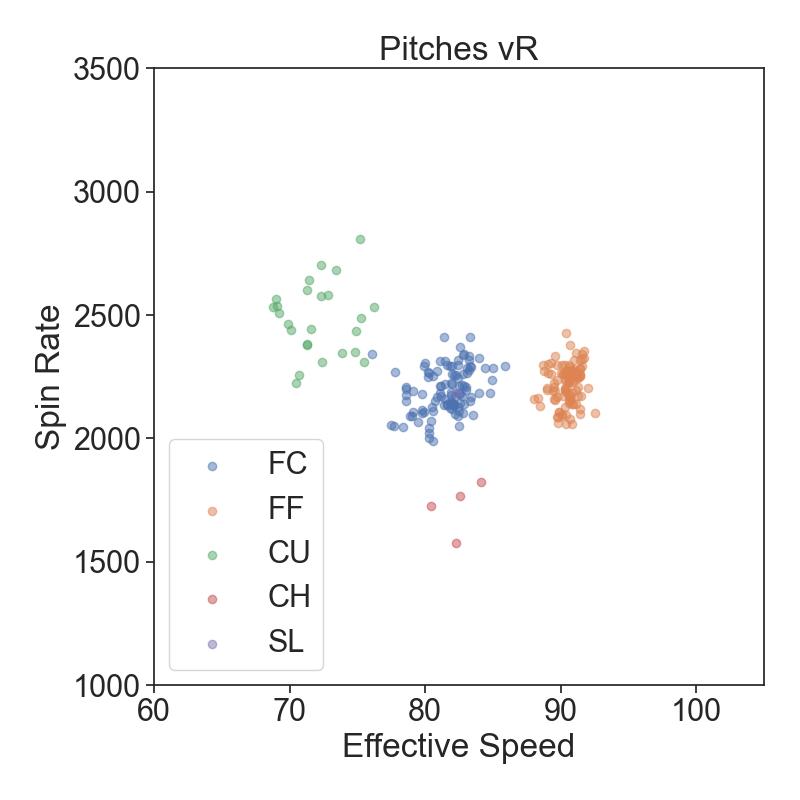 Pitches vR
3500
3000
2500
2000
1500
1000
Spin Rate
FC
FF
CU
CH
SL
60 70 80 90 100
Effective Speed